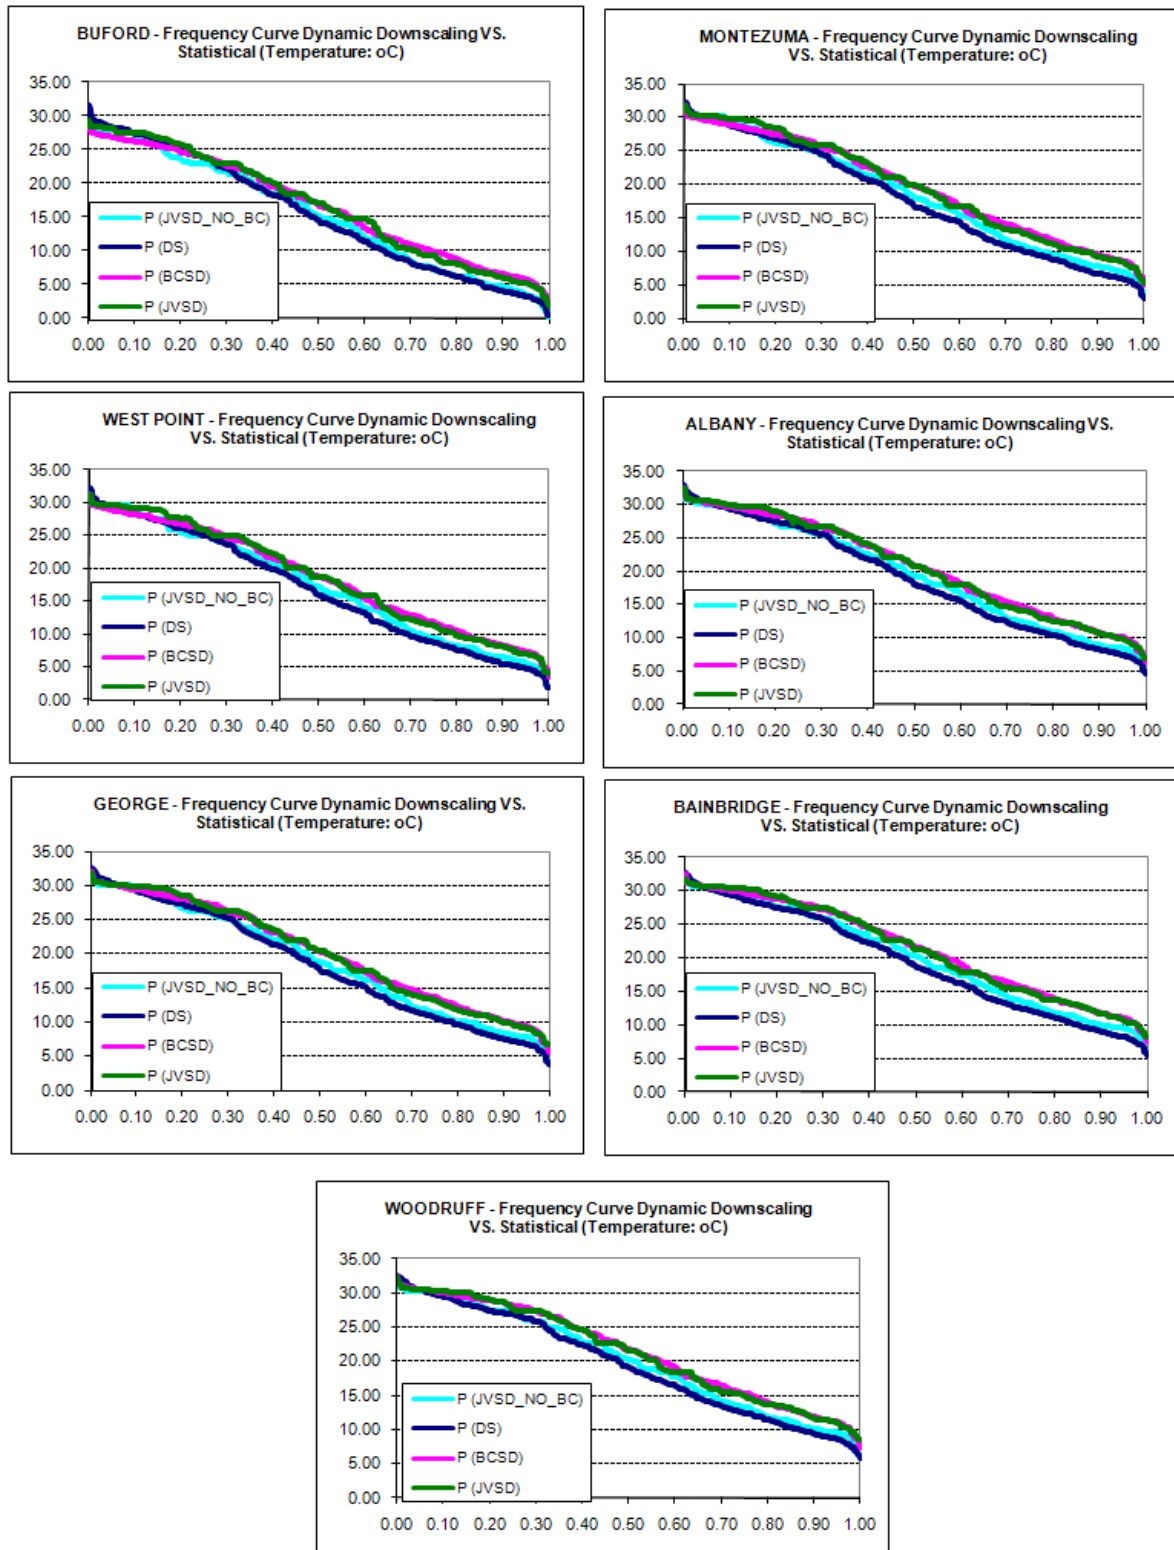 BUFORD - Frequency Curve Dynamic Downscaling VS.
Statistical (Temperature: oC)
35.00
30.00
25.00
20.00
15.00
10.00
5.00
0.00
P (JVSD_NO_BC)
P (DS)
P (BCSD)
P (JVSD)
0.00 0.10 0.20 0.30 0.40 0.50 0.60 0.70 0.80 0.90 1.00
MONTEZUMA - Frequency Curve Dynamic Downscaling
VS. Statistical (Temperature: oC)
35.00
30.00
25.00
20.00
15.00
10.00
5.00
0.00
P (JVSD_NO_BC)
P (DS)
P (BCSD)
P (JVSD)
0.00 0.10 0.20 0.30 0.40 0.50 0.60 0.70 0.80 0.90 1.00
WEST POINT - Frequency Curve Dynamic Downscaling
VS. Statistical (Temperature: oC)
35.00
30.00
25.00
20.00
15.00
10.00
5.00
0.00
P (JVSD_NO_BC)
P (DS)
P (BCSD)
P (JVSD)
0.00 0.10 0.20 0.30 0.40 0.50 0.60 0.70 0.80 0.90 1.00
ALBANY - Frequency Curve Dynamic Downscaling VS.
Statistical (Temperature: oC)
35.00
30.00
25.00
20.00
15.00
10.00
5.00
0.00
P (JVSD_NO_BC)
P (DS)
P (BCSD)
P (JVSD)
0.00 0.10 0.20 0.30 0.40 0.50 0.60 0.70 0.80 0.90 1.00
GEORGE - Frequency Curve Dynamic Downscaling VS.
Statistical (Temperature: oC)
35.00
30.00
25.00
20.00
15.00
10.00
5.00
0.00
P (JVSD_NO_BC)
P (DS)
P (BCSD)
P (JVSD)
0.00 0.10 0.20 0.30 0.40 0.50 0.60 0.70 0.80 0.90 1.00
BAINBRIDGE - Frequency Curve Dynamic Downscaling
VS. Statistical (Temperature: oC)
35.00
30.00
25.00
20.00
15.00
10.00
5.00
0.00
P (JVSD_NO_BC)
P (DS)
P (BCSD)
P (JVSD)
0.00 0.10 0.20 0.30 0.40 0.50 0.60 0.70 0.80 0.90 1.00
WOODRUFF - Frequency Curve Dynamic Downscaling
VS. Statistical (Temperature: oC)
35.00
30.00
25.00
20.00
15.00
10.00
5.00
0.00
P (JVSD_NO_BC)
P (DS)
P (BCSD)
P (JVSD)
0.00 0.10 0.20 0.30 0.40 0.50 0.60 0.70 0.80 0.90 1.00